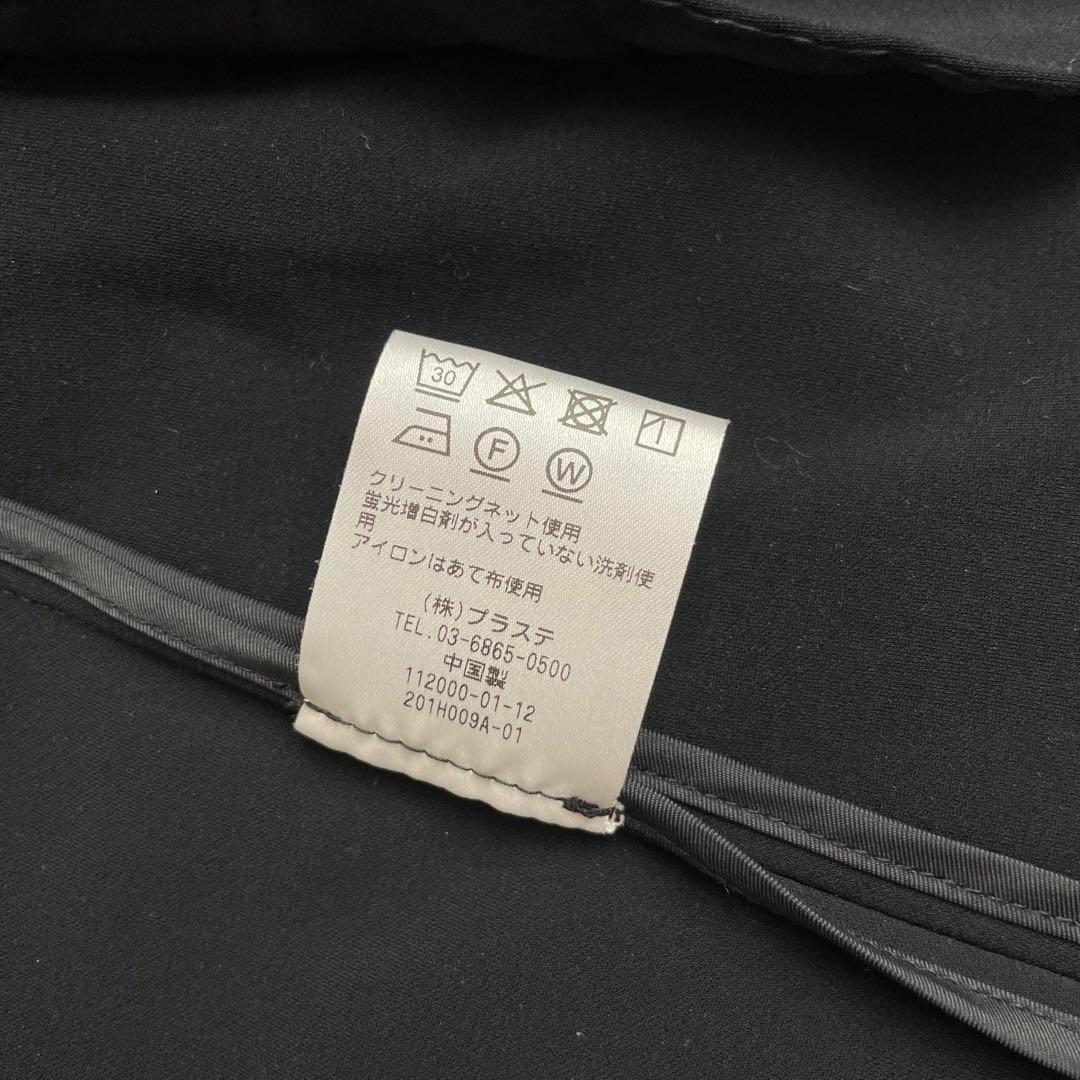 30
F W
クリーニングネット使用
蛍光増白剤が入っていない洗剤使
用
アイロンはあて布使用
(株)プラステ
TEL.03-6865-0500
中国製
112000-01-12
201H009A-01